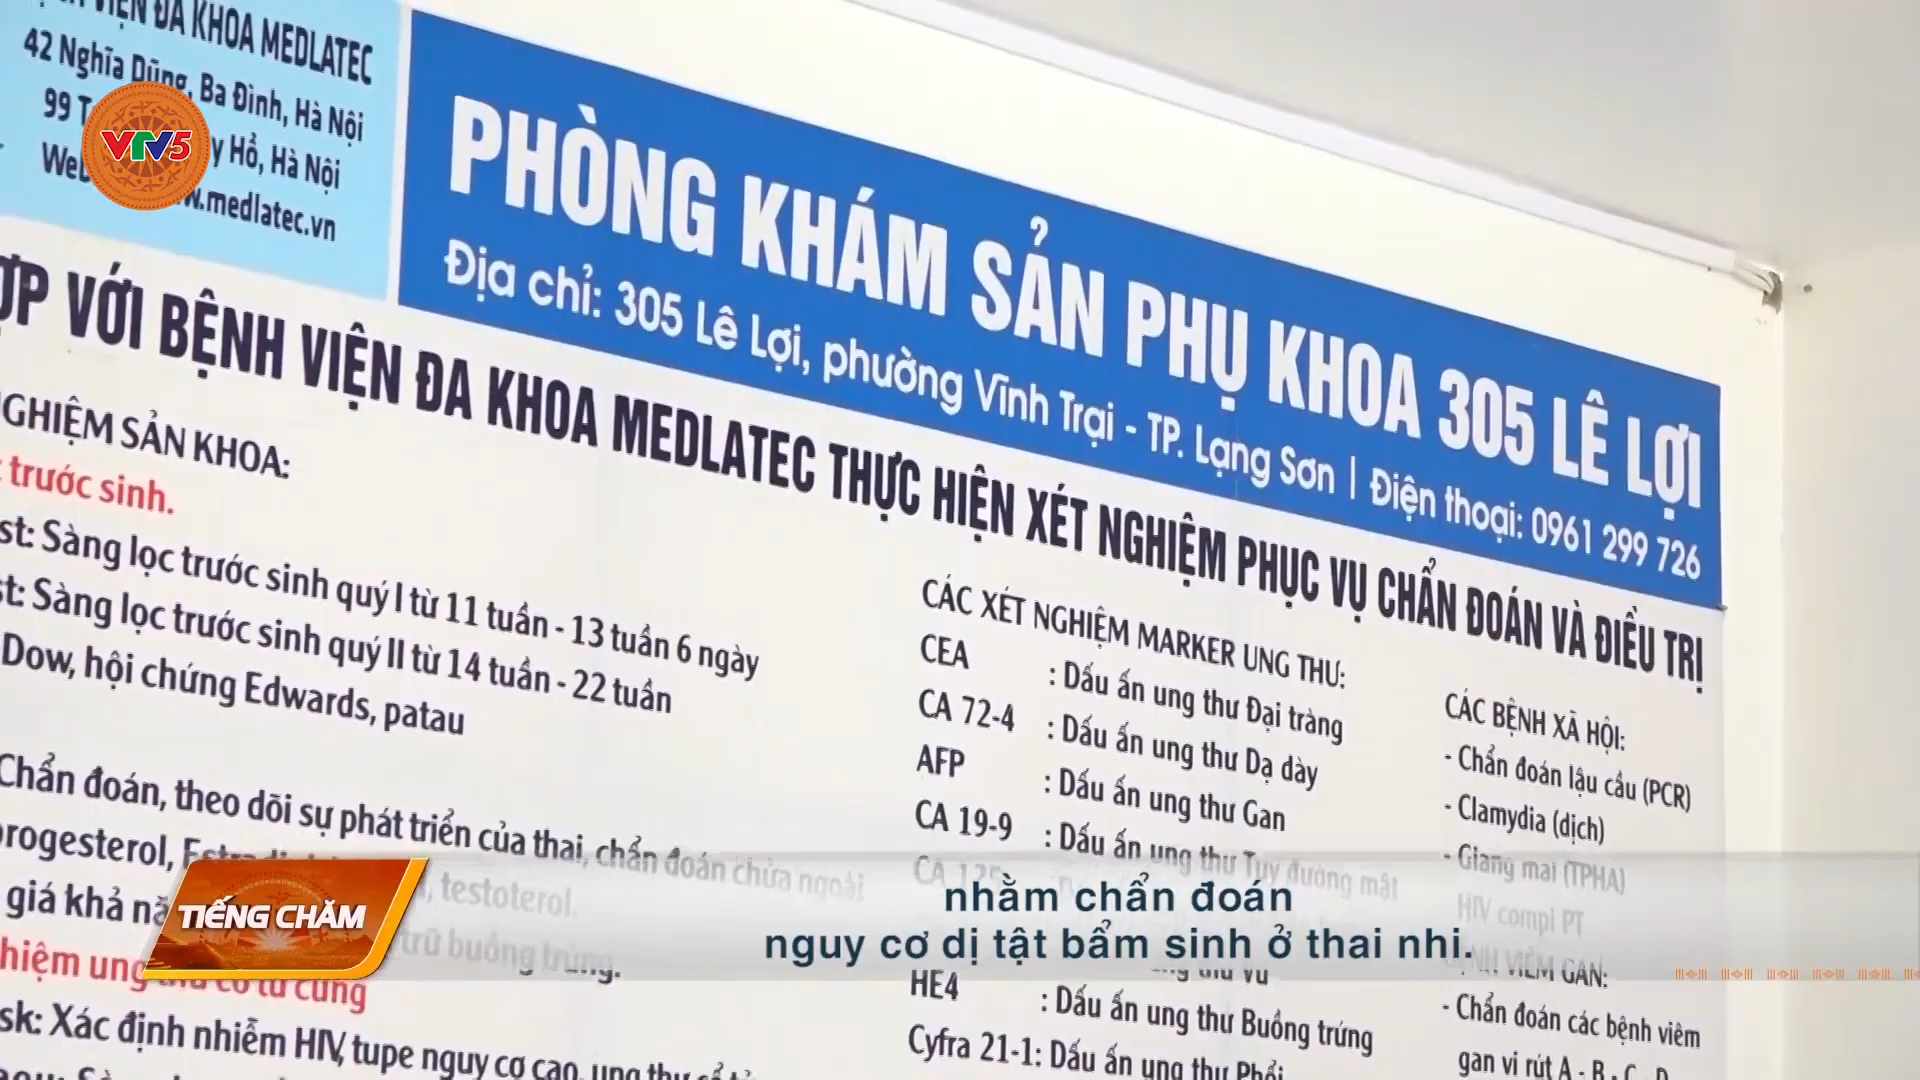 VIỆN ĐA KHOA MEDLATEC
42 Nghĩa Dũng, Ba Đình, Hà Nội
99 Hồ, Hà Nội
medlatec.vn
VTV5
PHÒNG KHÁM SẢN PHỤ KHOA 305 LÊ LỢI
Địa chỉ: 305 Lê Lợi, phường Vĩnh Trại - TP. Lạng Sơn | Điện thoại: 0961 299 726
VỚI BỆNH VIỆN ĐA KHOA MEDLATEC THỰC HIỆN XÉT NGHIỆM PHỤC VỤ CHẨN ĐOÁN VÀ ĐIỀU TRỊ
NGHIỆM SẢN KHOA:
trước sinh.
Sàng lọc trước sinh quý I từ 11 tuần - 13 tuần 6 ngày
Sàng lọc trước sinh quý II từ 14 tuần - 22 tuần
Dow, hội chứng Edwards, patau
Chẩn đoán, theo dõi sự phát triển của thai, chẩn đoán chửa ngoài
testoterol.
giá khả
trữ buồng trứng.
ung
Xác định nhiễm HIV, tupe nguy cơ cao, ung thư cổ
CÁC XÉT NGHIỆM MARKER UNG THƯ:
CEA : Dấu ấn ung thư Đại tràng
CA 72-4 : Dấu ấn ung thư Dạ dày
AFP : Dấu ấn ung thư Gan
CA 19-9 : Dấu ấn ung thư Tụy đường mật
CA 125
HE4 : Dấu ấn ung thư Buồng trứng
Cyfra 21-1: Dấu ấn ung thư Phổi
CÁC BỆNH XÃ HỘI:
- Chẩn đoán lậu cầu (PCR)
- Clamydia (dịch)
- Giang mai (TPHA)
HIV compi PT
BỆNH VIÊM GAN:
- Chẩn đoán các bệnh viêm
gan vi rút A - B - C - D
TIẾNG CHĂM
nhằm chẩn đoán
nguy cơ dị tật bẩm sinh ở thai nhi.